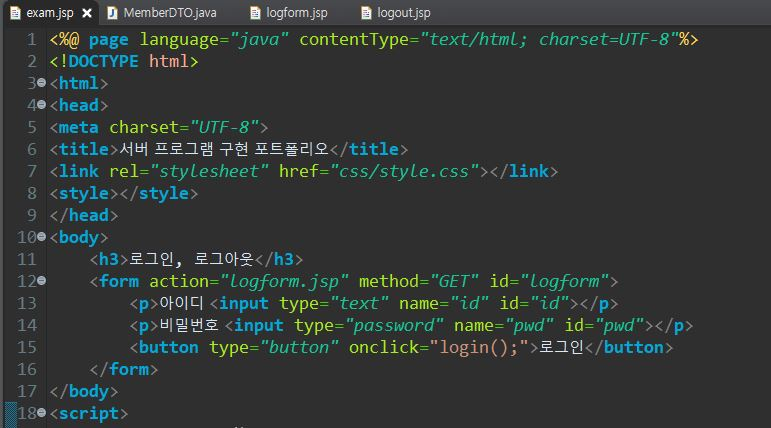 exam.jsp MemberDTO.java logform.jsp logout.jsp
1 <%@ page language="java" contentType="text/html; charset=UTF-8"%>
2 <!DOCTYPE html>
3 <html>
4 <head>
5 <meta charset="UTF-8">
6 <title>서버 프로그램 구현 포트폴리오</title>
7 <link rel="stylesheet" href="css/style.css"></link>
8 <style></style>
9 </head>
10 <body>
11 <h3>로그인, 로그아웃</h3>
12 <form action="logform.jsp" method="GET" id="logform">
13 <p>아이디 <input type="text" name="id" id="id"></p>
14 <p>비밀번호 <input type="password" name="pwd" id="pwd"></p>
15 <button type="button" onclick="login();">로그인</button>
16 </form>
17 </body>
18 <script>